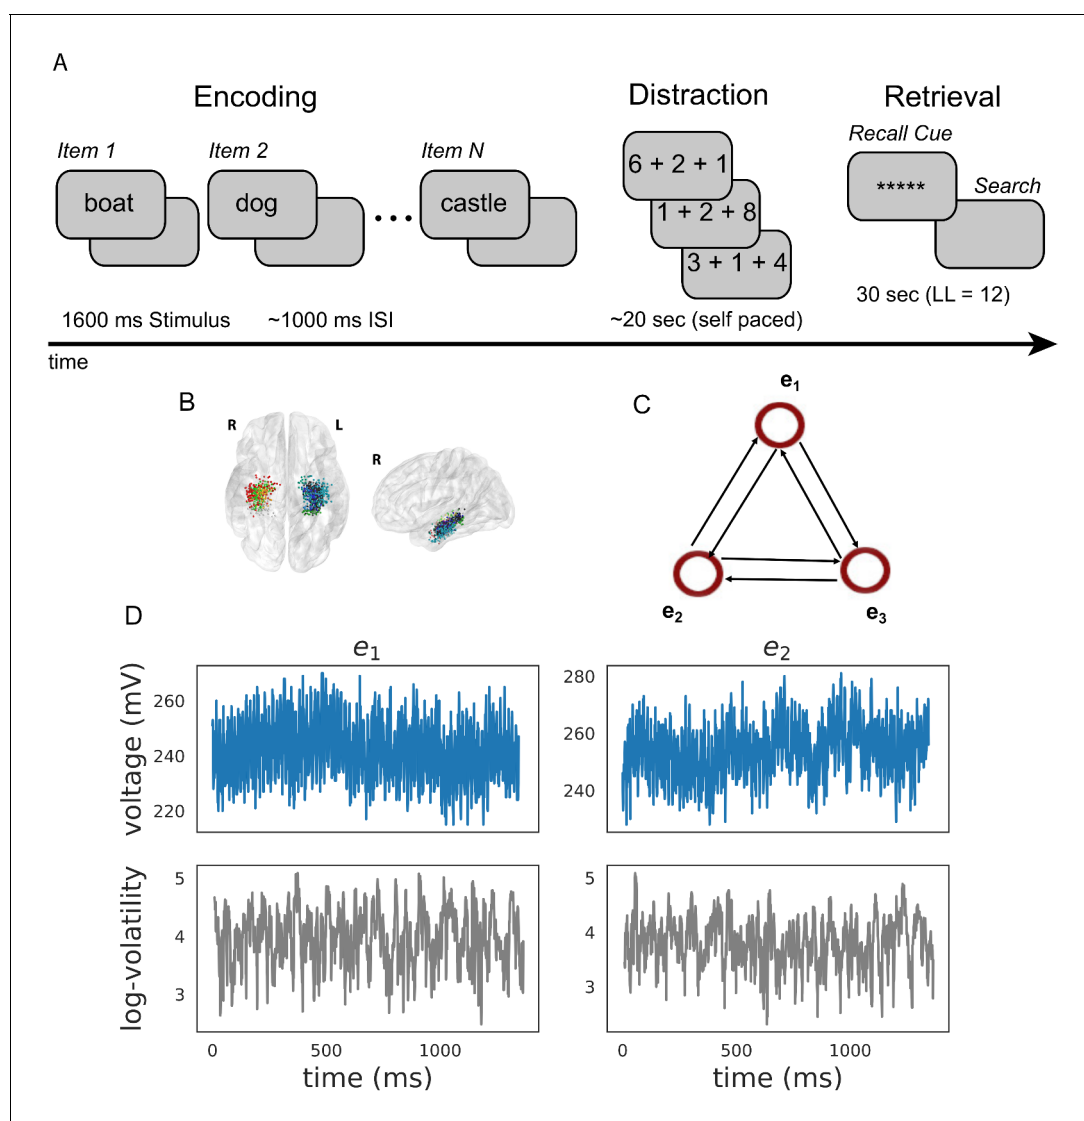 A
Encoding
Distraction
Retrieval
Item 1
Item 2
Item N
Recall Cue
boat
dog
• • •
castle
6 + 2 + 1
1 + 2 + 8
3 + 1 + 4
*****
Search
1600 ms Stimulus
~1000 ms ISI
~20 sec (self paced)
30 sec (LL = 12)
time
B
R
L
R
C
e1
e2
e3
D
e1
voltage (mV)
260
240
220
e2
280
260
240
log-volatility
5
4
3
0
500
1000
time (ms)
5
4
3
0
500
1000
time (ms)